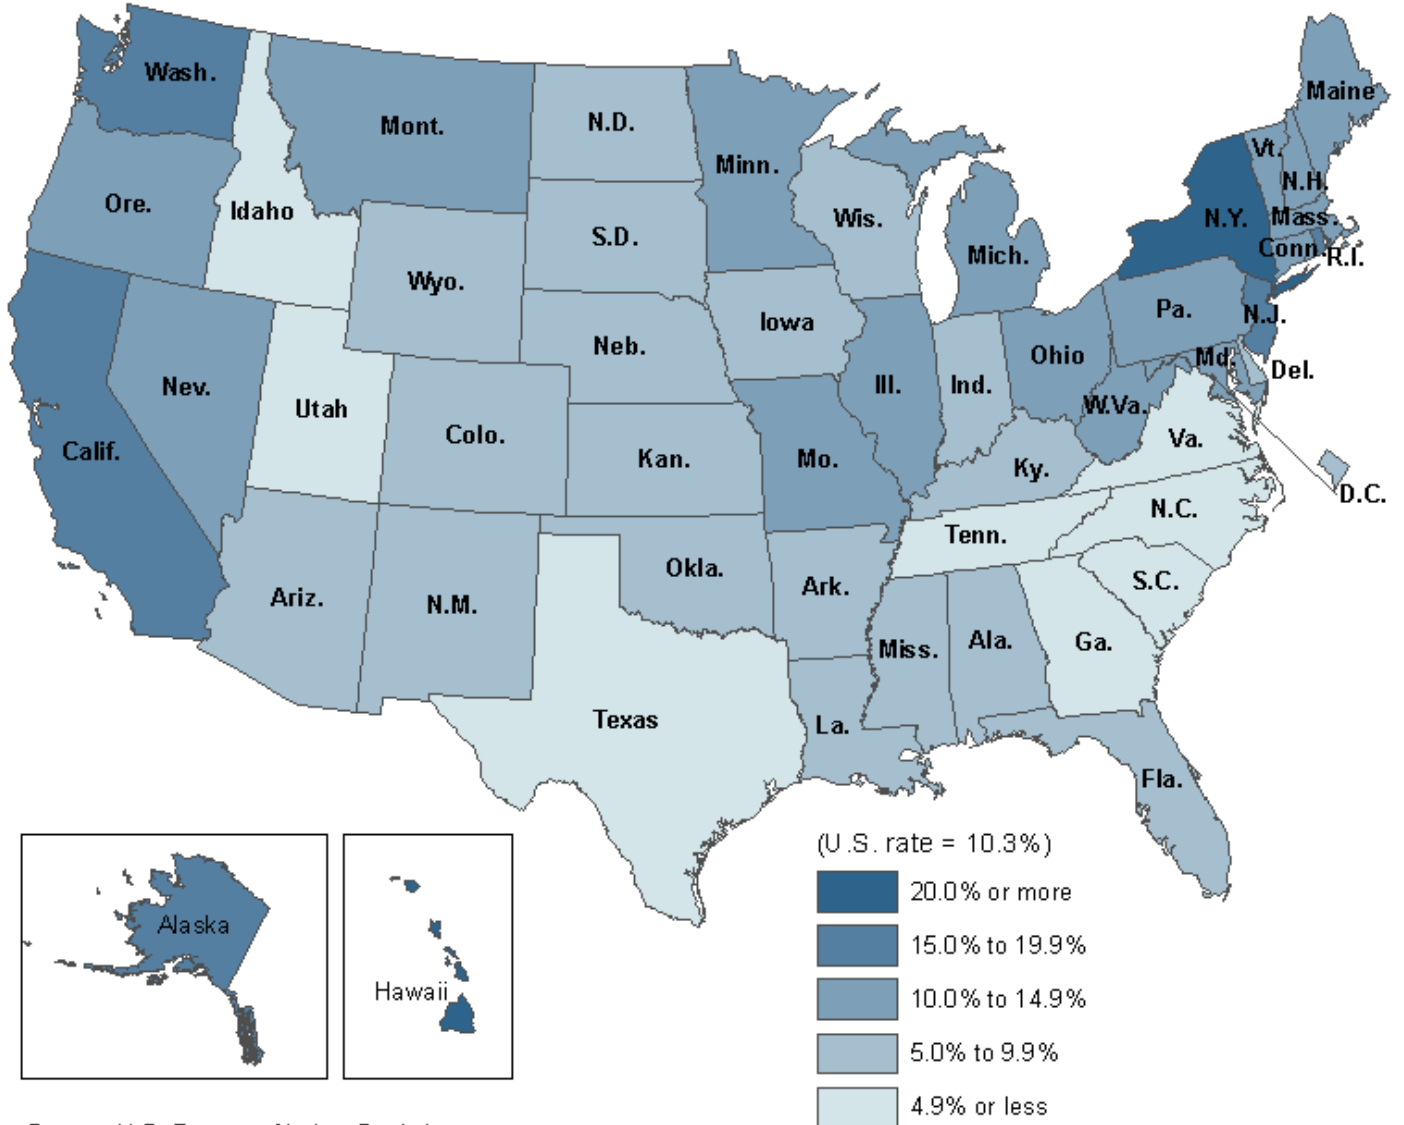 Wash.
Maine
Mont.
N.D.
Vt.
Minn.
N.H.
Ore.
Idaho
Wis.
N.Y.
Mass.
S.D.
Conn.
R.I.
Mich.
Wyo.
Pa.
N.J.
Iowa
Neb.
Ohio
Md.
Del.
Nev.
Ill.
Ind.
Utah
W.Va.
Colo.
Va.
Calif.
Kan.
Mo.
Ky.
D.C.
N.C.
Tenn.
Okla.
S.C.
Ark.
Ariz.
N.M.
Miss.
Ala.
Ga.
Texas
La.
Fla.
Alaska
Hawaii
(U.S. rate = 10.3%)
20.0% or more
15.0% to 19.9%
10.0% to 14.9%
5.0% to 9.9%
4.9% or less